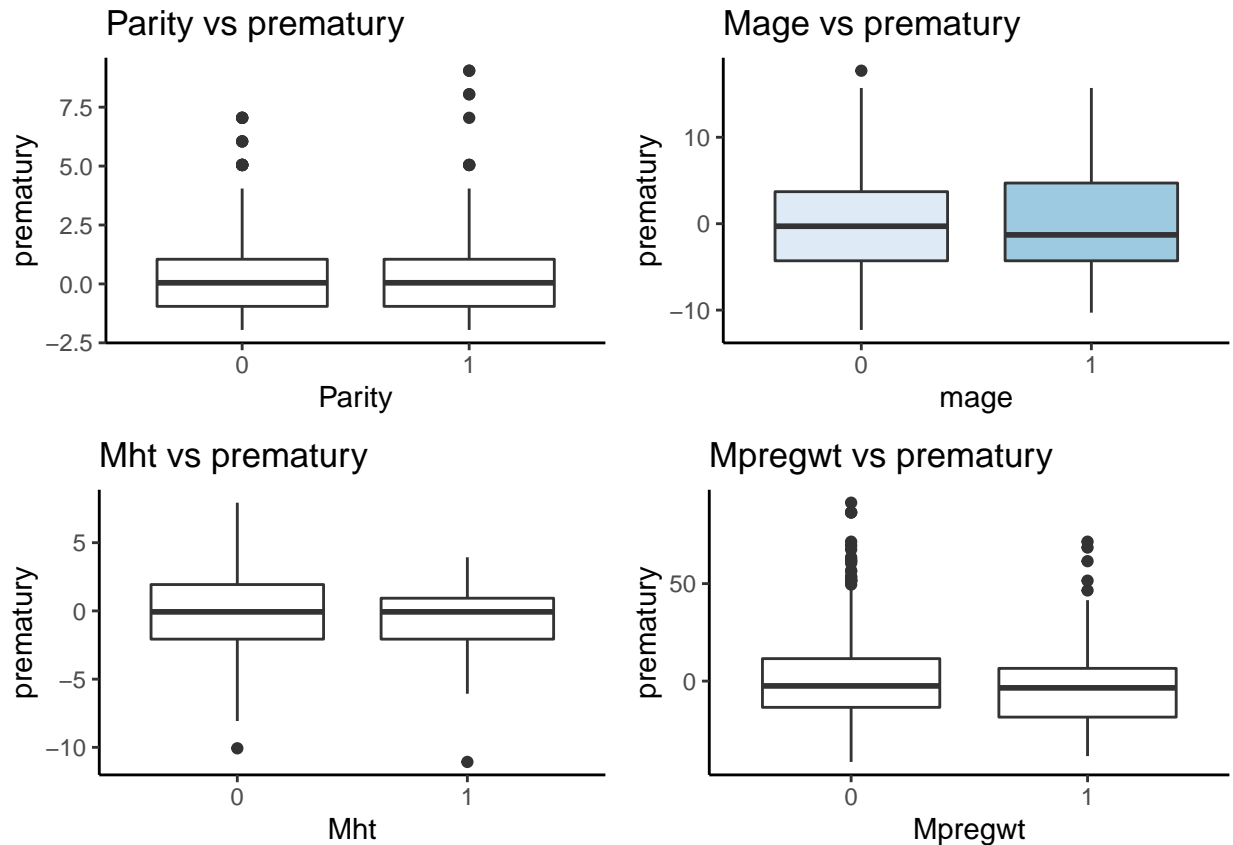 Parity vs prematury
prematury
7.5
5.0
2.5
0.0
−2.5
0 1
Parity
Mage vs prematury
prematury
10
0
−10
0 1
mage
Mht vs prematury
prematury
5
0
−5
−10
0 1
Mht
Mpregwt vs prematury
prematury
50
0
0 1
Mpregwt